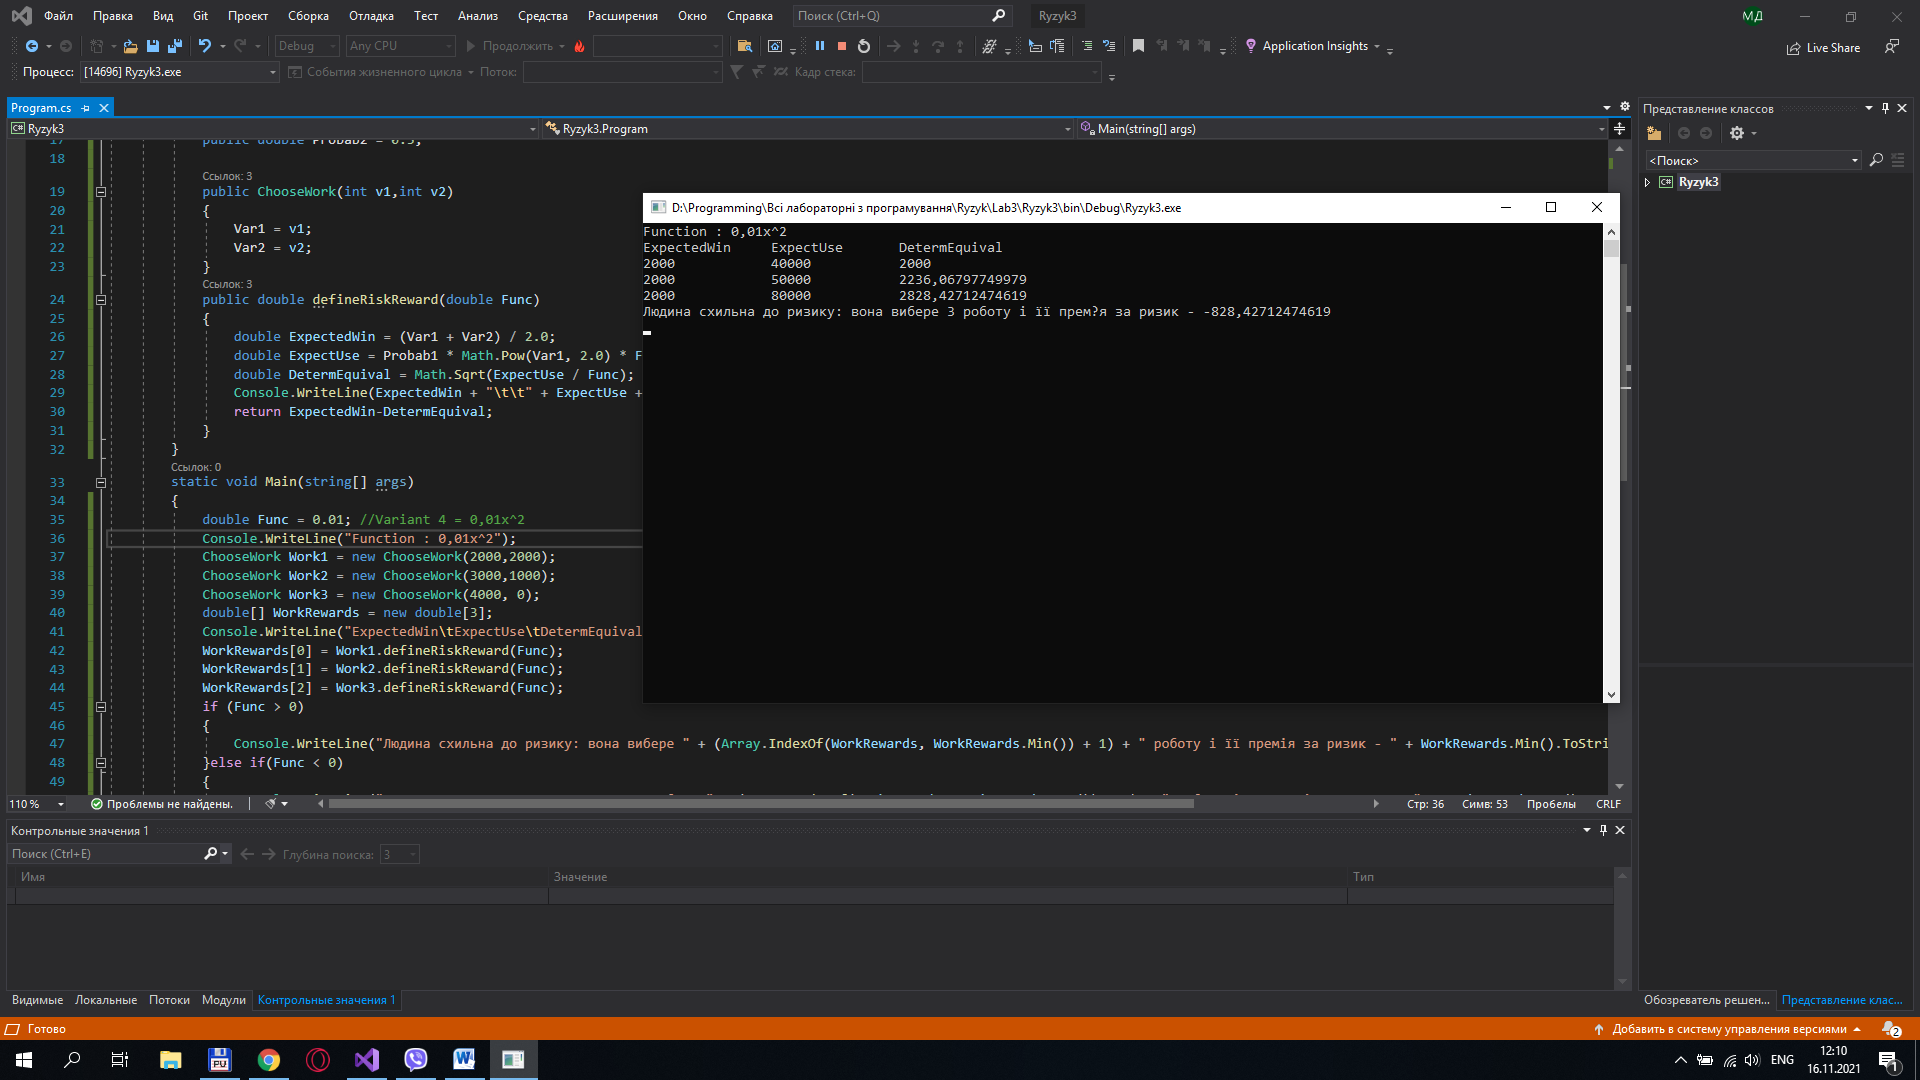 Файл Правка Вид Git Проект Сборка Отладка Тест Анализ Средства Расширения Окно Справка Поиск (Ctrl+Q) Ryzyk3 МД
Debug Any CPU Продолжить Application Insights Live Share
Процесс: [14696] Ryzyk3.exe События жизненного цикла Поток: Кадр стека:
Program.cs
Ryzyk3 Ryzyk3.Program Main(string[] args)
17 public double Probab2 = 0.5;
18
Ссылок: 3
19 public ChooseWork(int v1,int v2)
20 {
21 Var1 = v1;
22 Var2 = v2;
23 }
Ссылок: 3
24 public double defineRiskReward(double Func)
25 {
26 double ExpectedWin = (Var1 + Var2) / 2.0;
27 double ExpectUse = Probab1 * Math.Pow(Var1, 2.0) * F
28 double DetermEquival = Math.Sqrt(ExpectUse / Func);
29 Console.WriteLine(ExpectedWin + "\t\t" + ExpectUse +
30 return ExpectedWin-DetermEquival;
31 }
32 }
Ссылок: 0
33 static void Main(string[] args)
34 {
35 double Func = 0.01; //Variant 4 = 0,01x^2
36 Console.WriteLine("Function : 0,01x^2");
37 ChooseWork Work1 = new ChooseWork(2000,2000);
38 ChooseWork Work2 = new ChooseWork(3000,1000);
39 ChooseWork Work3 = new ChooseWork(4000, 0);
40 double[] WorkRewards = new double[3];
41 Console.WriteLine("ExpectedWin\tExpectUse\tDetermEquival
42 WorkRewards[0] = Work1.defineRiskReward(Func);
43 WorkRewards[1] = Work2.defineRiskReward(Func);
44 WorkRewards[2] = Work3.defineRiskReward(Func);
45 if (Func > 0)
46 {
47 Console.WriteLine("Людина схильна до ризику: вона вибере " + (Array.IndexOf(WorkRewards, WorkRewards.Min()) + 1) + " роботу і її премія за ризик - " + WorkRewards.Min().ToStri
48 }else if(Func < 0)
49 {
D:\Programming\Всі лабораторні з програмування\Ryzyk\Lab3\Ryzyk3\bin\Debug\Ryzyk3.exe
Function : 0,01x^2
ExpectedWin ExpectUse DetermEquival
2000 40000 2000
2000 50000 2236,06797749979
2000 80000 2828,42712474619
Людина схильна до ризику: вона вибере 3 роботу і її прем?я за ризик - -828,42712474619
110 % Проблемы не найдены. Стр: 36 Симв: 53 Пробелы CRLF
Контрольные значения 1
Поиск (Ctrl+E) Глубина поиска: 3
Имя Значение Тип
Видимые Локальные Потоки Модули Контрольные значения 1
Представление классов
<Поиск>
Ryzyk3
Обозреватель решен... Представление клас...
Готово Добавить в систему управления версиями 2
PU ENG 12:10
16.11.2021 1